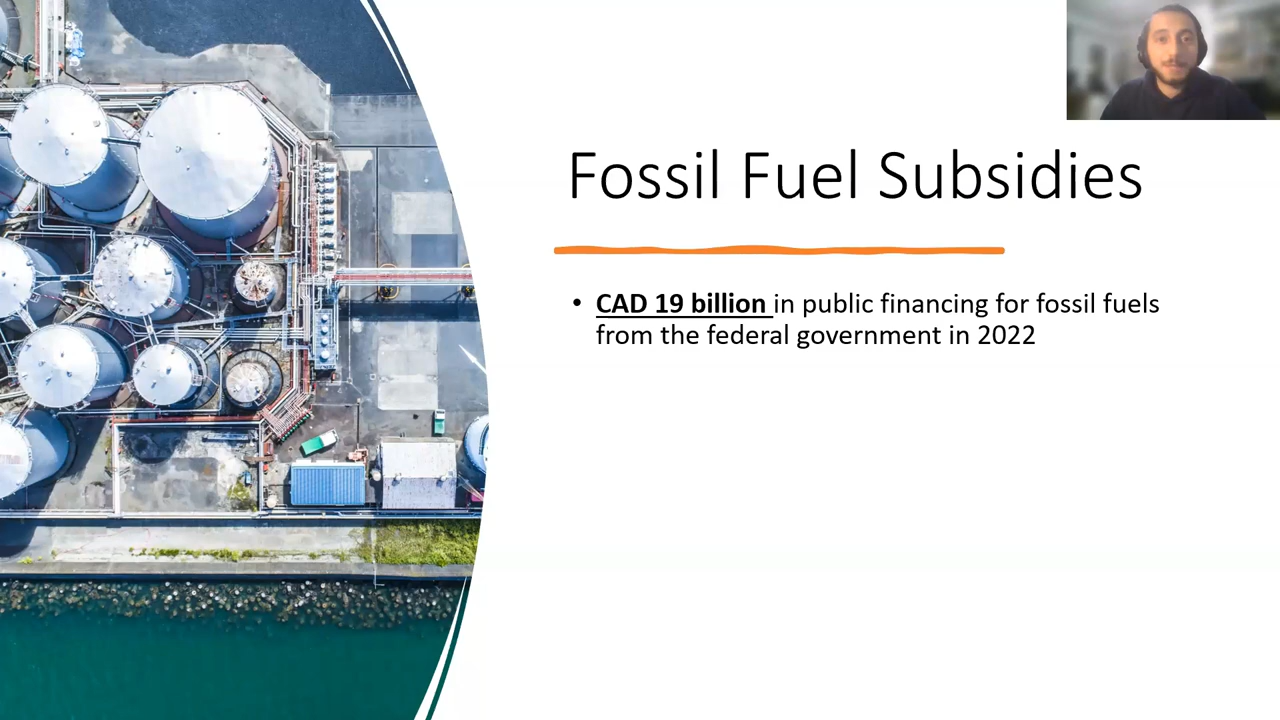 Fossil Fuel Subsidies
• CAD 19 billion in public financing for fossil fuels
from the federal government in 2022